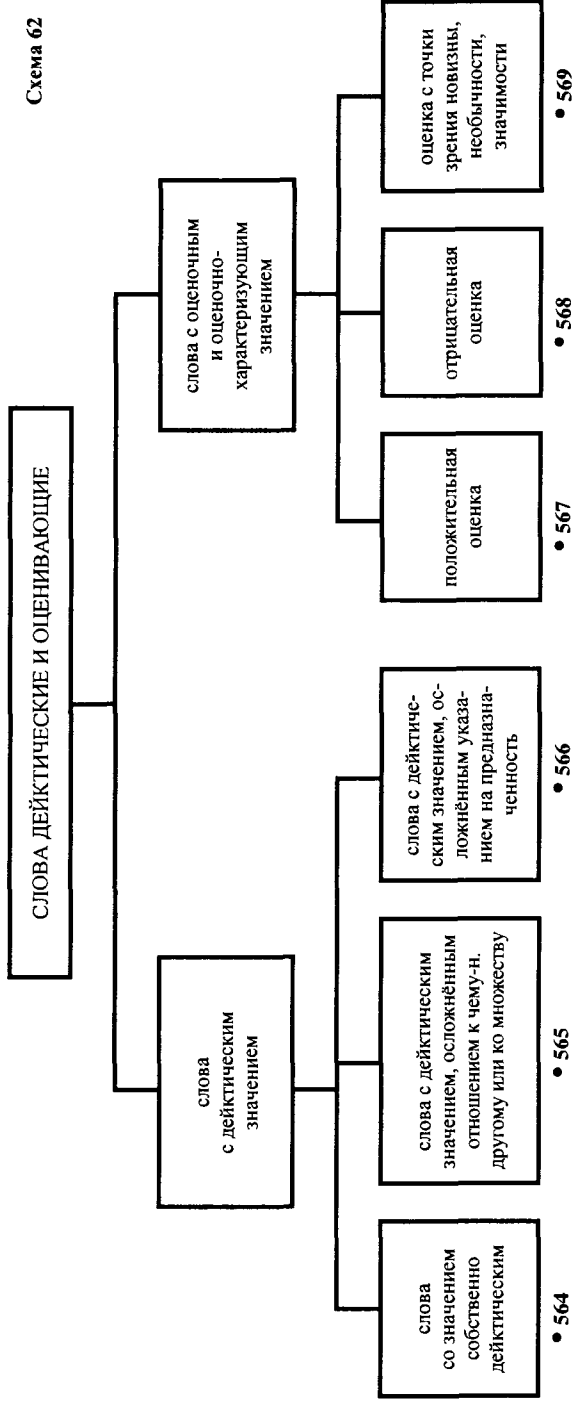 Схема 62
СЛОВА ДЕЙКТИЧЕСКИЕ И ОЦЕНИВАЮЩИЕ
слова
с дейктическим
значением
слова с оценочным
и оценочно-
характеризующим
значением
слова
со значением
собственно
дейктическим
слова с дейктическим
значением, осложнённым
отношением к чему-н.
другому или ко множеству
слова с дейктиче-
ским значением, ос-
ложнённым указа-
нием на предназна-
ченность
положительная
оценка
отрицательная
оценка
оценка с точки
зрения новизны,
необычности,
значимости
• 564
• 565
• 566
• 567
• 568
• 569